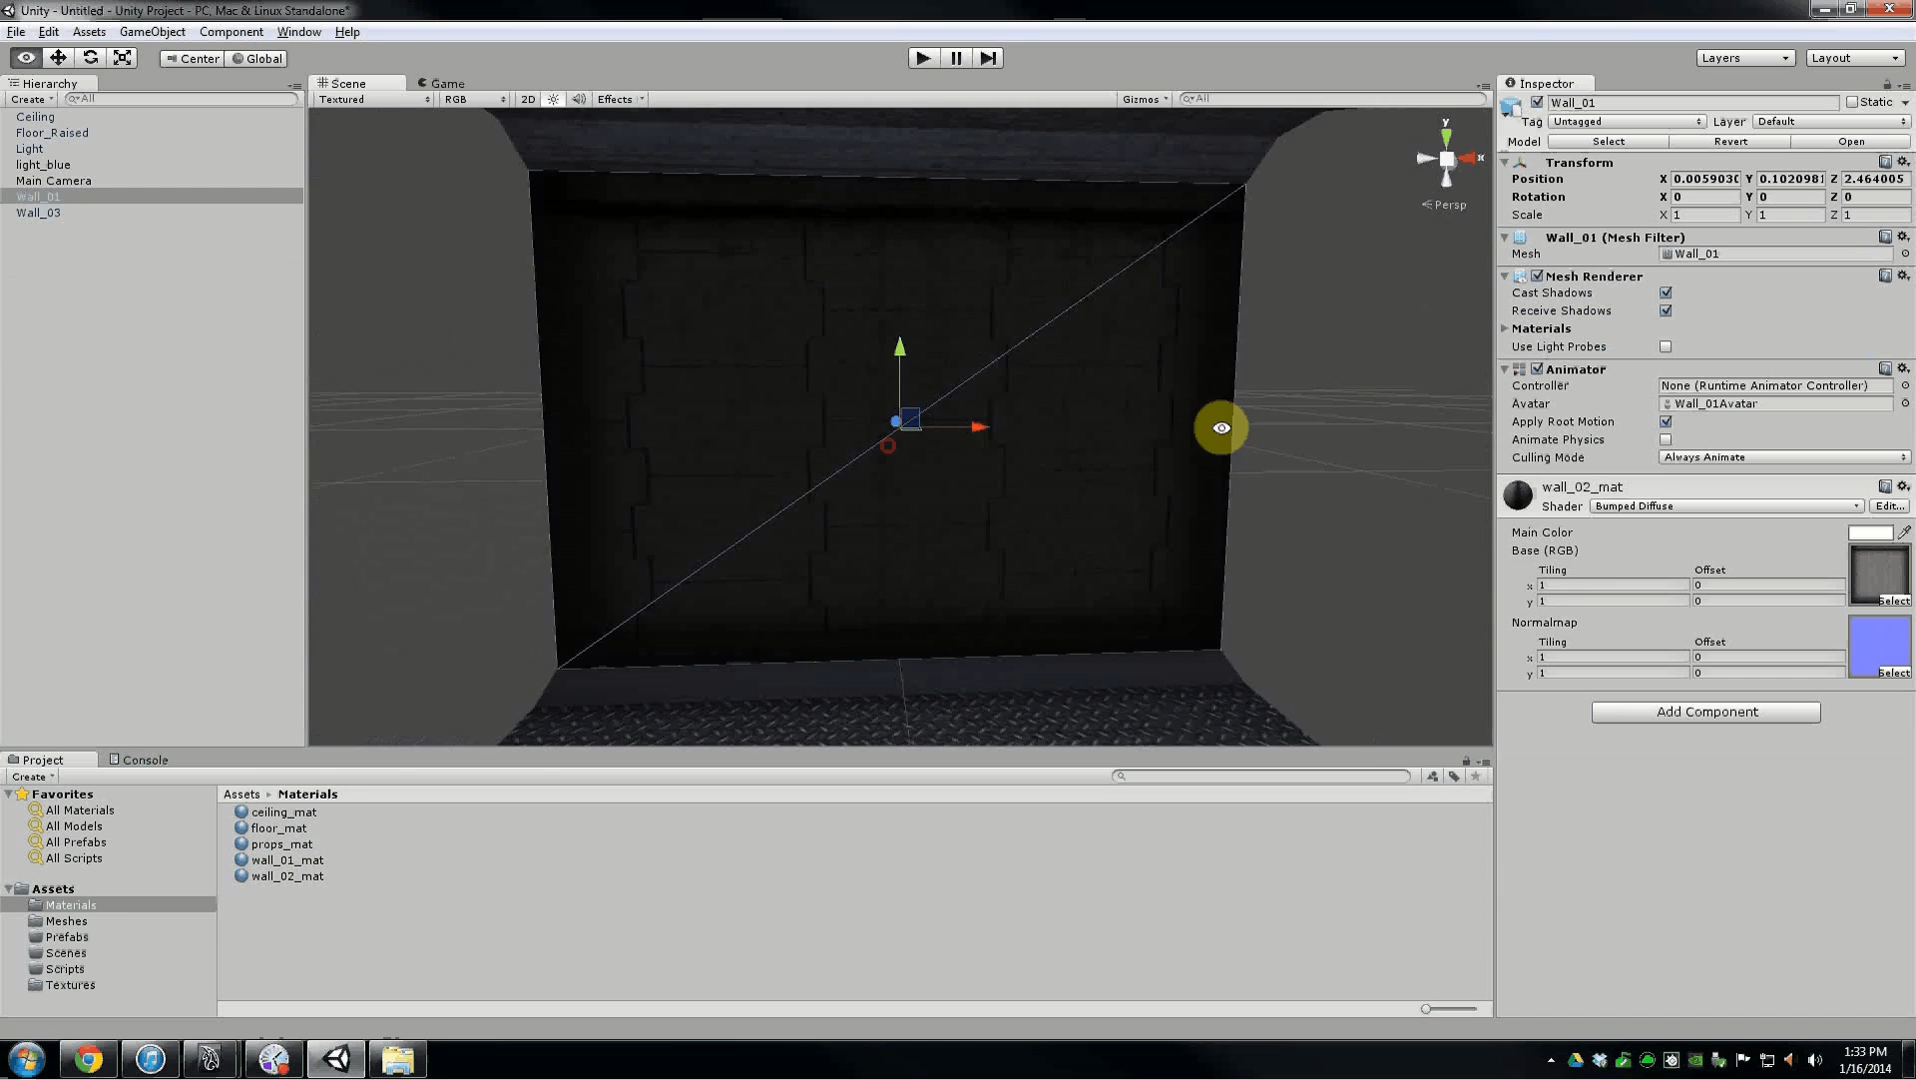 Unity - Untitled - Unity Project - PC, Mac & Linux Standalone*
File Edit Assets GameObject Component Window Help
Center Global Layers Layout
Hierarchy
Create All
Ceiling
Floor_Raised
Light
light_blue
Main Camera
Wall_01
Wall_03
Scene Game
Textured RGB 2D Effects Gizmos All
y
x
Persp
Inspector
Wall_01 Static
Tag Untagged Layer Default
Model Select Revert Open
Transform
Position X 0.005903( Y 0.1020981 Z 2.464005
Rotation X 0 Y 0 Z 0
Scale X 1 Y 1 Z 1
Wall_01 (Mesh Filter)
Mesh Wall_01
Mesh Renderer
Cast Shadows
Receive Shadows
Materials
Use Light Probes
Animator
Controller None (Runtime Animator Controller)
Avatar Wall_01Avatar
Apply Root Motion
Animate Physics
Culling Mode Always Animate
wall_02_mat
Shader Bumped Diffuse Edit...
Main Color
Base (RGB)
Tiling Offset
x 1 0
y 1 0
Select
Normalmap
Tiling Offset
x 1 0
y 1 0
Select
Add Component
Project Console
Create
Favorites
All Materials
All Models
All Prefabs
All Scripts
Assets
Materials
Meshes
Prefabs
Scenes
Scripts
Textures
Assets Materials
ceiling_mat
floor_mat
props_mat
wall_01_mat
wall_02_mat
1:33 PM
1/16/2014